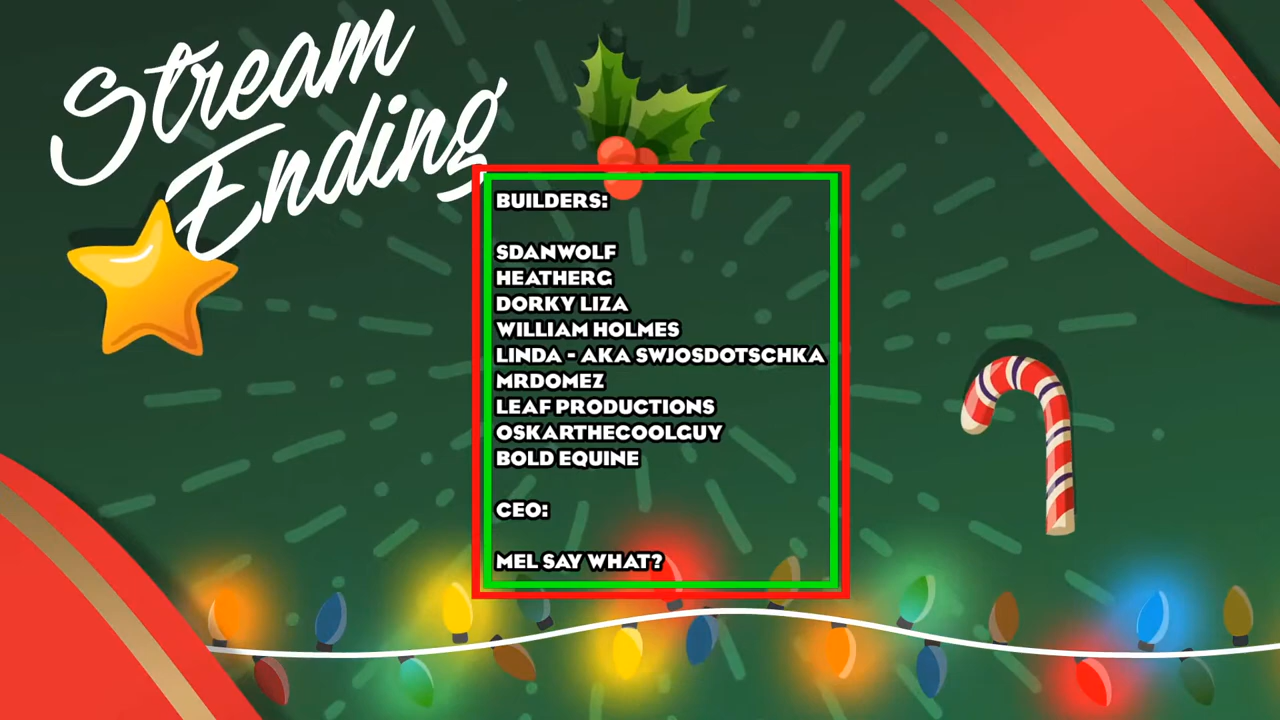 Stream
Ending
BUILDERS:
SDANWOLF
HEATHERG
DORKY LIZA
WILLIAM HOLMES
LINDA - AKA SWJOSDOTSCHKA
MRDOMEZ
LEAF PRODUCTIONS
OSKARTHECOOLGUY
BOLD EQUINE
CEO:
MEL SAY WHAT?